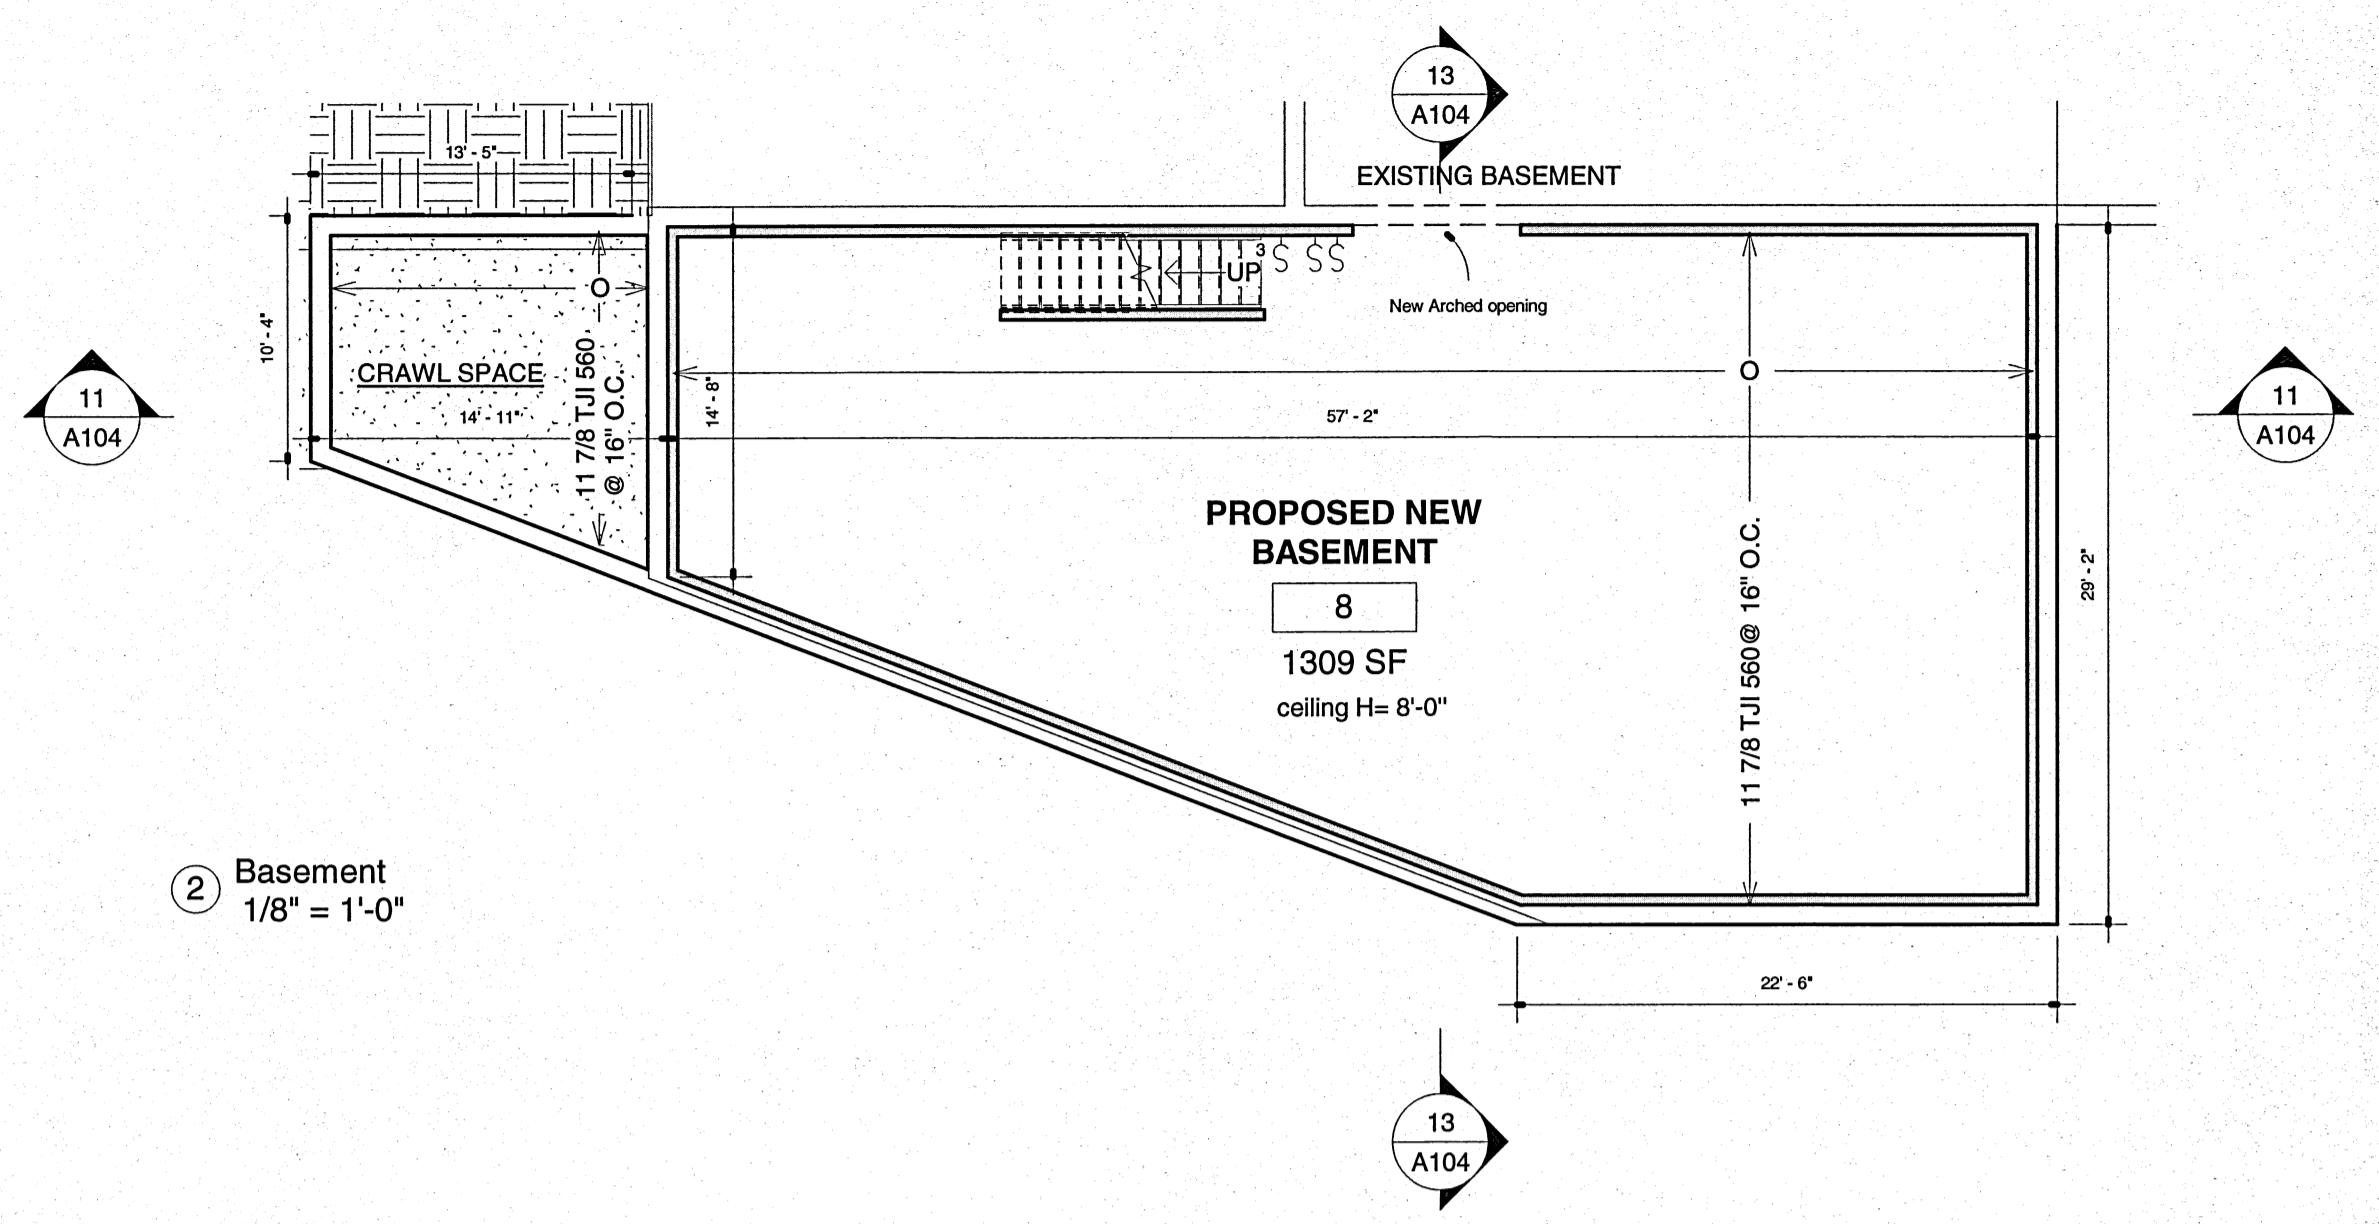 13
A104
EXISTING BASEMENT
13' - 5"
UP
3
S SS
New Arched opening
O
O
10' - 4"
CRAWL SPACE
14' - 11"
11 7/8 TJI 560
@ 16" O.C.
14' - 8"
57' - 2"
11
A104
11
A104
PROPOSED NEW
BASEMENT
8
1309 SF
ceiling H= 8'-0"
11 7/8 TJI 560@ 16" O.C.
29' - 2"
2
Basement
1/8" = 1'-0"
22' - 6"
13
A104